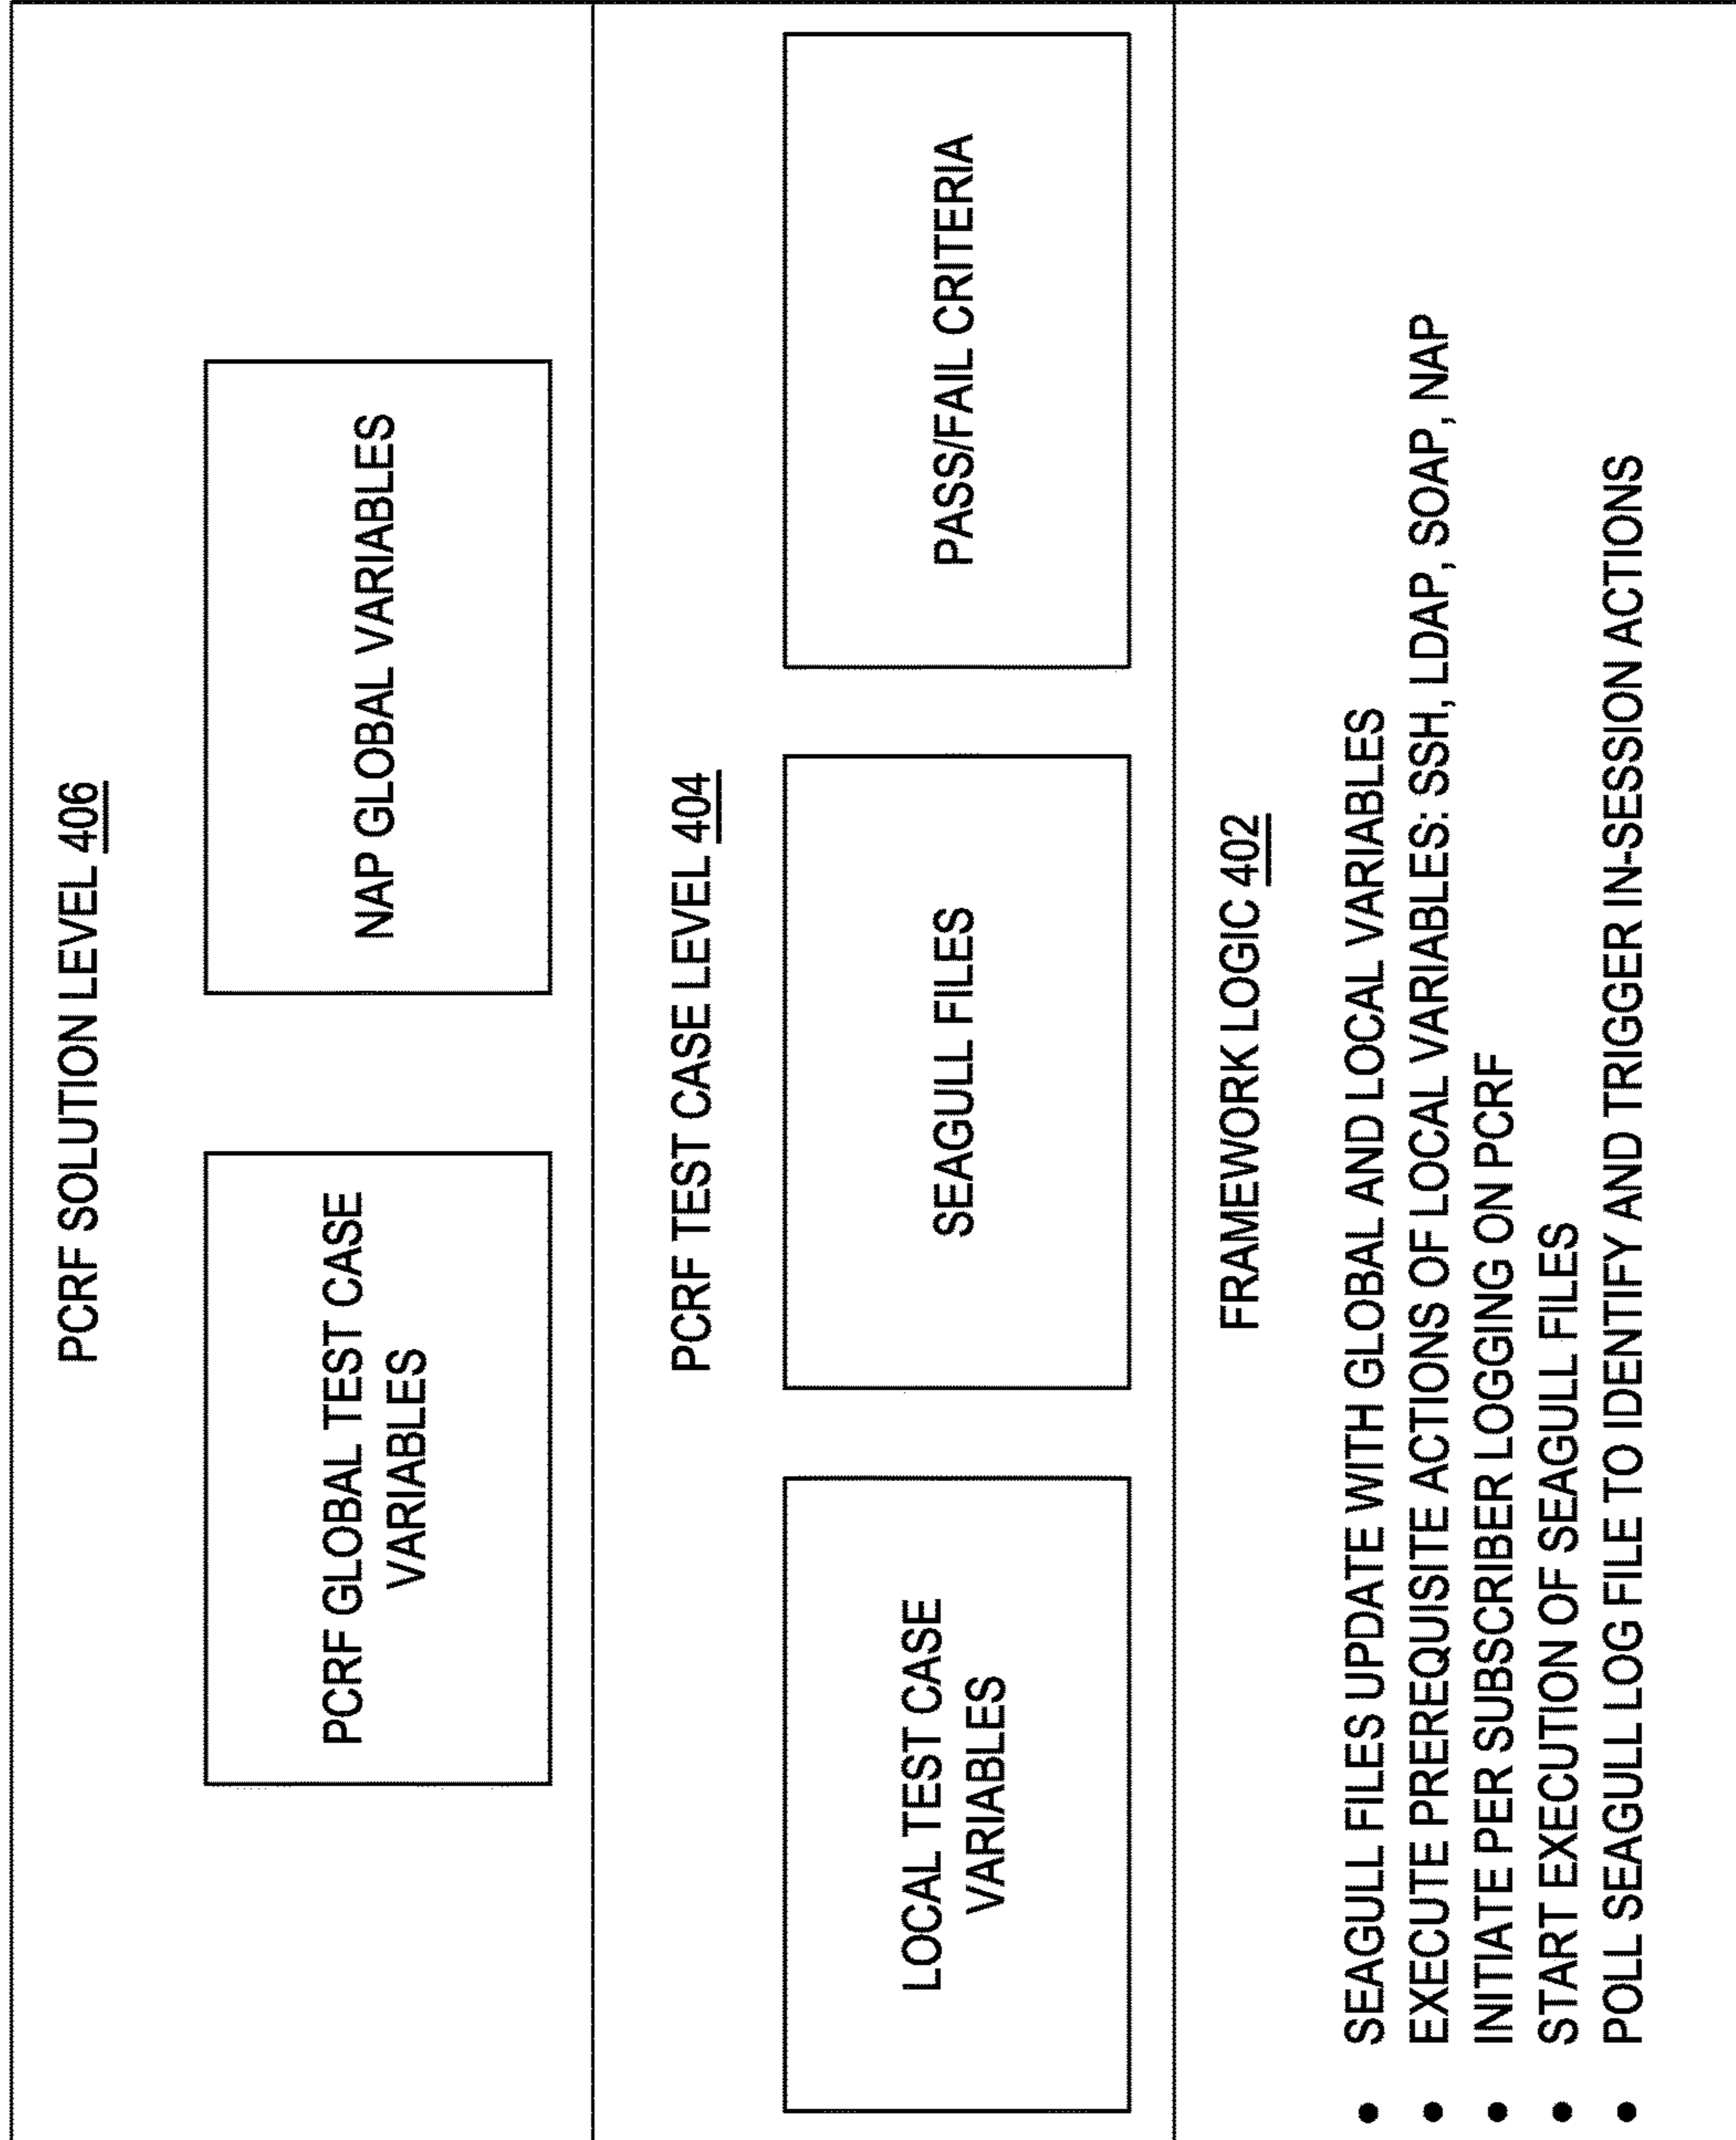 PCRF SOLUTION LEVEL 406
PCRF GLOBAL TEST CASE
VARIABLES
NAP GLOBAL VARIABLES
PCRF TEST CASE LEVEL 404
LOCAL TEST CASE
VARIABLES
SEAGULL FILES
PASS/FAIL CRITERIA
FRAMEWORK LOGIC 402
• SEAGULL FILES UPDATE WITH GLOBAL AND LOCAL VARIABLES
• EXECUTE PREREQUISITE ACTIONS OF LOCAL VARIABLES: SSH, LDAP, SOAP, NAP
• INITIATE PER SUBSCRIBER LOGGING ON PCRF
• START EXECUTION OF SEAGULL FILES
• POLL SEAGULL LOG FILE TO IDENTIFY AND TRIGGER IN-SESSION ACTIONS